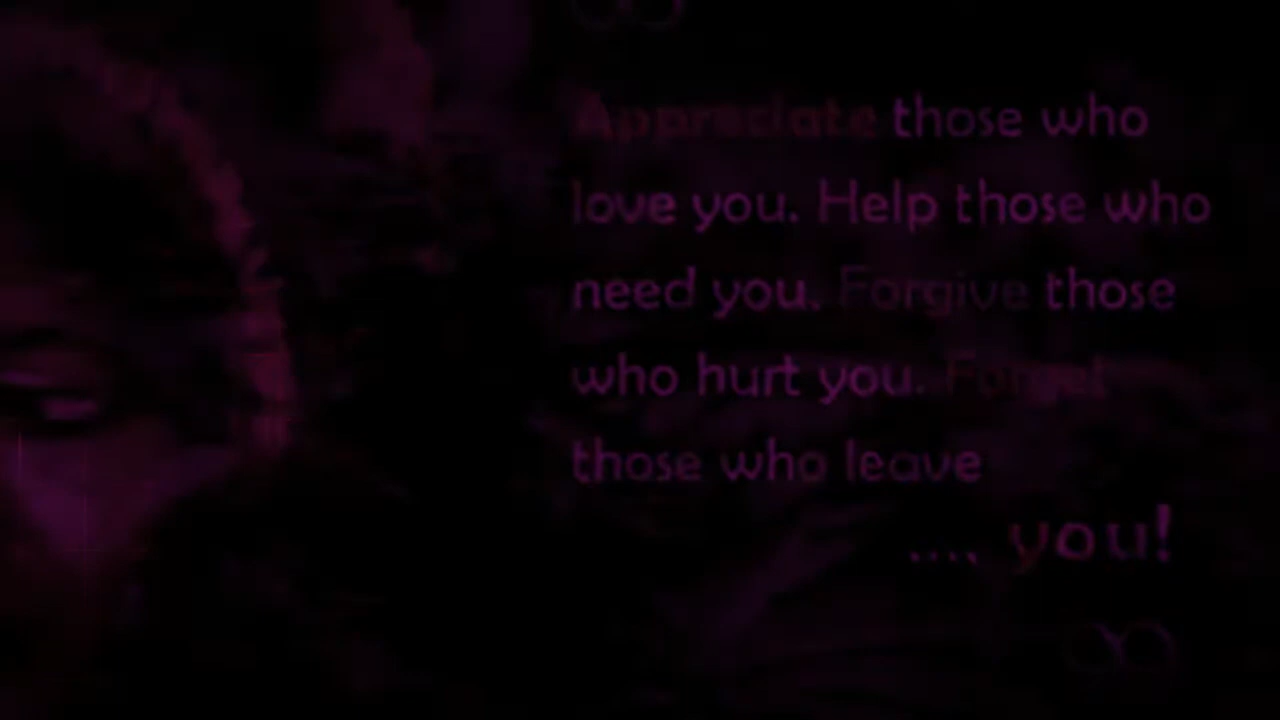 Appreciate those who
love you. Help those who
need you. Forgive those
who hurt you. Forget
those who leave
.... you!